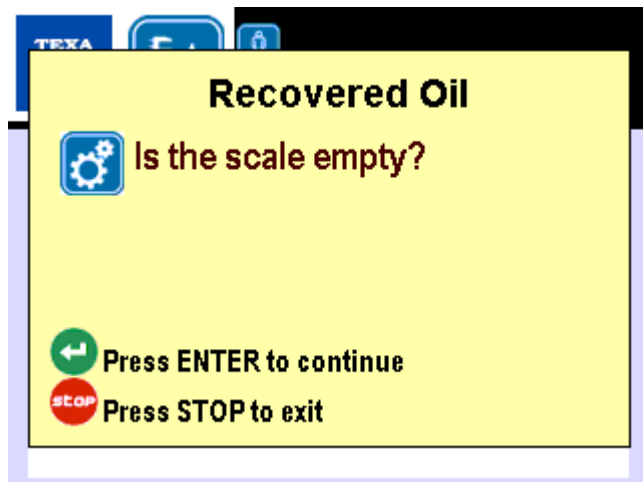 TEXA
Recovered Oil
Is the scale empty?
Press ENTER to continue
stop
Press STOP to exit